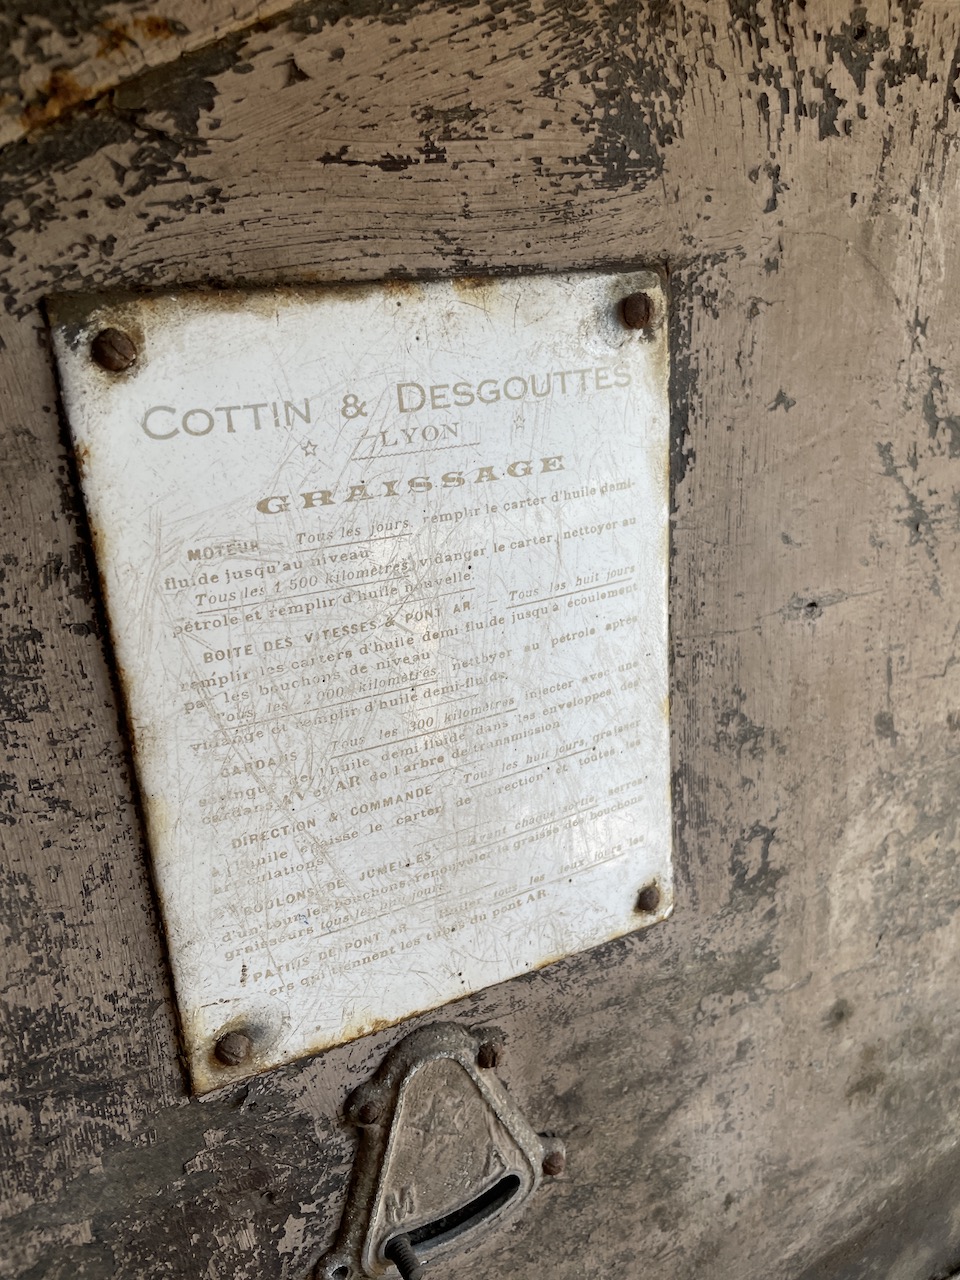 COTTIN & DESGOUTTES
LYON
GRAISSAGE
MOTEUR Tous les jours, remplir le carter d'huile demi-
fluide jusqu'au niveau
Tous les 1.500 kilomètres, vidanger le carter, nettoyer au
pétrole et remplir d'huile nouvelle.
BOITE DES VITESSES & PONT AR. Tous les huit jours
remplir les carters d'huile demi-fluide jusqu'à écoulement
par les bouchons de niveau
Tous les 2.000 kilomètres, nettoyer au pétrole après
vidange et remplir d'huile demi-fluide.
CARDANS Tous les 300 kilomètres injecter avec une
seringue de l'huile demi fluide dans les enveloppes des
cardans AV et AR de l'arbre de transmission
DIRECTION & COMMANDE Tous les huit jours, graisser
à l'huile épaisse le carter de direction et toutes les
articulations
BOULONS DE JUMELLES. Avant chaque sortie, serrer
d'un tour les bouchons, renouveler la graisse des bouchons
graisseurs tous les huit jours.
PATINS DE PONT AR Huiler tous les deux jours les
ers qui tiennent les tubes du pont AR
M